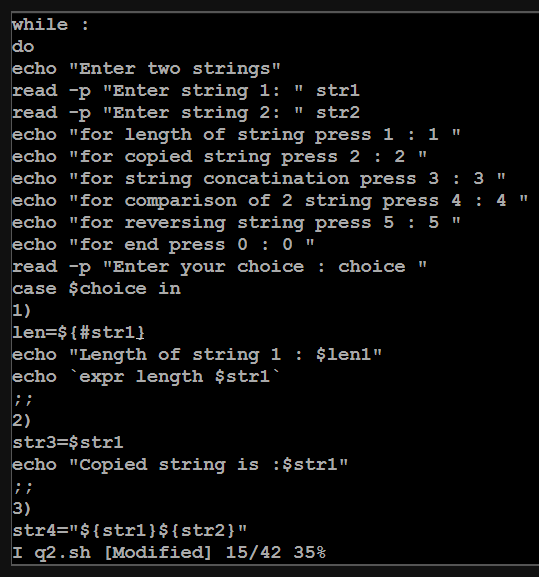 while :
do
echo "Enter two strings"
read -p "Enter string 1: " str1
read -p "Enter string 2: " str2
echo "for length of string press 1 : 1 "
echo "for copied string press 2 : 2 "
echo "for string concatination press 3 : 3 "
echo "for comparison of 2 string press 4 : 4 "
echo "for reversing string press 5 : 5 "
echo "for end press 0 : 0 "
read -p "Enter your choice : choice "
case $choice in
1)
len=${#str1}
echo "Length of string 1 : $len1"
echo `expr length $str1`
;;
2)
str3=$str1
echo "Copied string is :$str1"
;;
3)
str4="${str1}${str2}"
I q2.sh [Modified] 15/42 35%